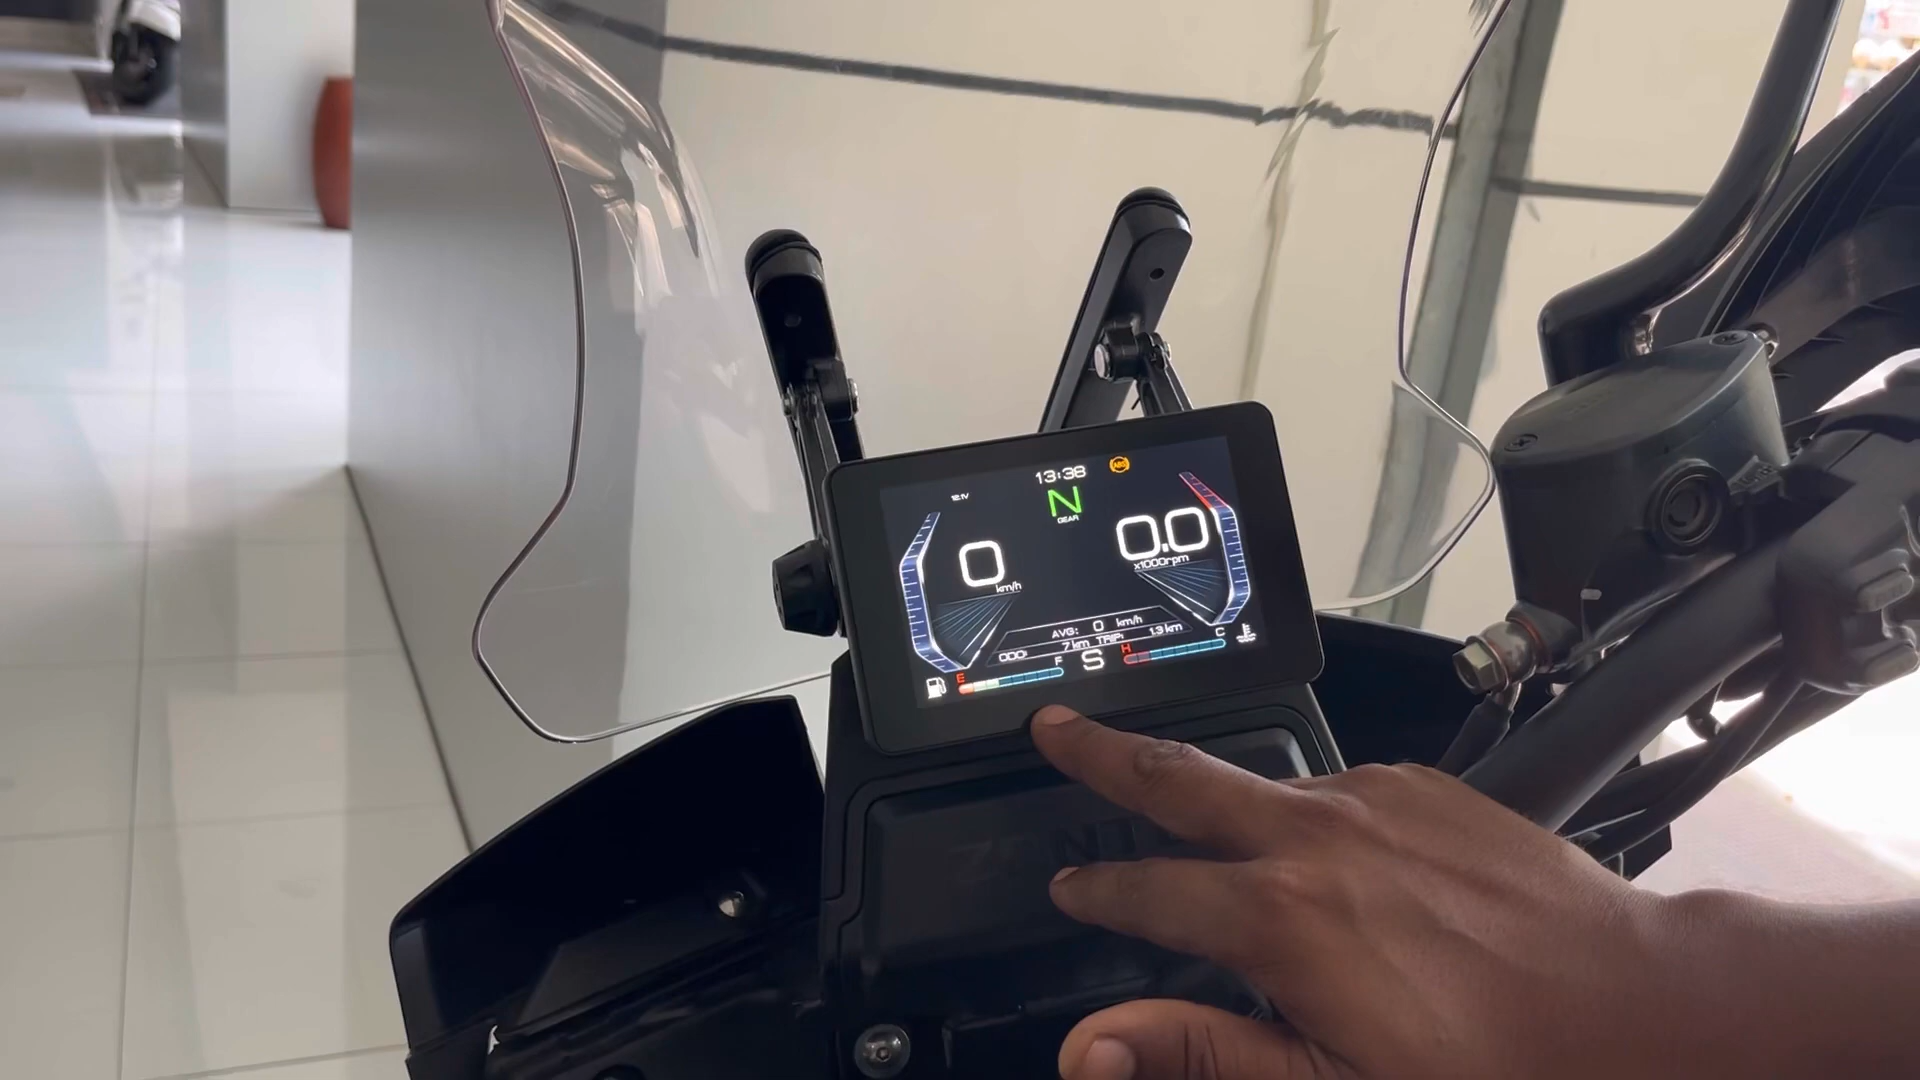 13:38
ABS
12.1V
N
GEAR
0
km/h
0.0
x1000rpm
AVG: 0 km/h
ODO: 7 km TRIP: 1.3 km
E F S H C
ZONT